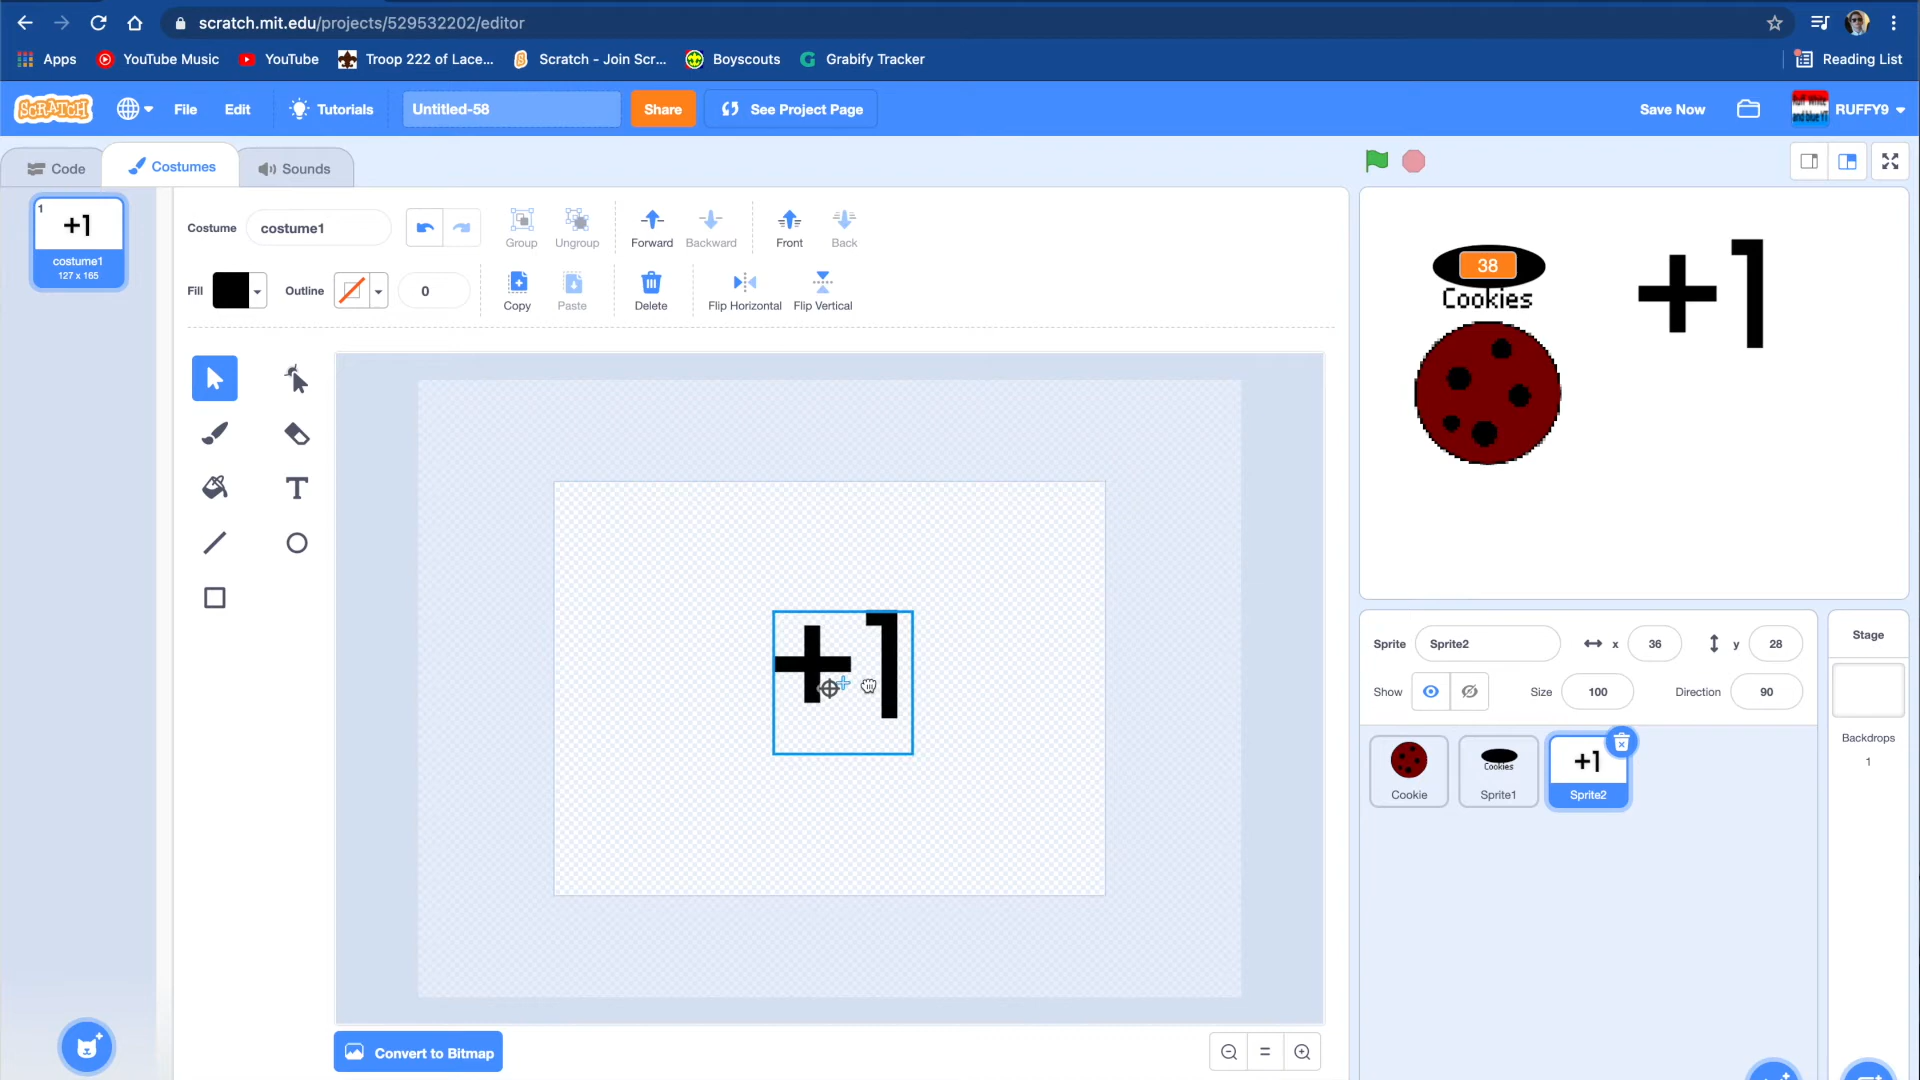 scratch.mit.edu/projects/529532202/editor
Apps YouTube Music YouTube Troop 222 of Lace... Scratch - Join Scr... Boyscouts Grabify Tracker Reading List
SCRATCH File Edit Tutorials Untitled-58 Share See Project Page Save Now RUFFY9
Code Costumes Sounds
1
+1
costume1
127 x 165
Costume costume1 Group Ungroup Forward Backward Front Back
Fill Outline 0 Copy Paste Delete Flip Horizontal Flip Vertical
+1
Convert to Bitmap
38
Cookies
+1
Sprite Sprite2 x 36 y 28
Show Size 100 Direction 90
Cookie
Cookies
Sprite1
+1
Sprite2
Stage
Backdrops
1